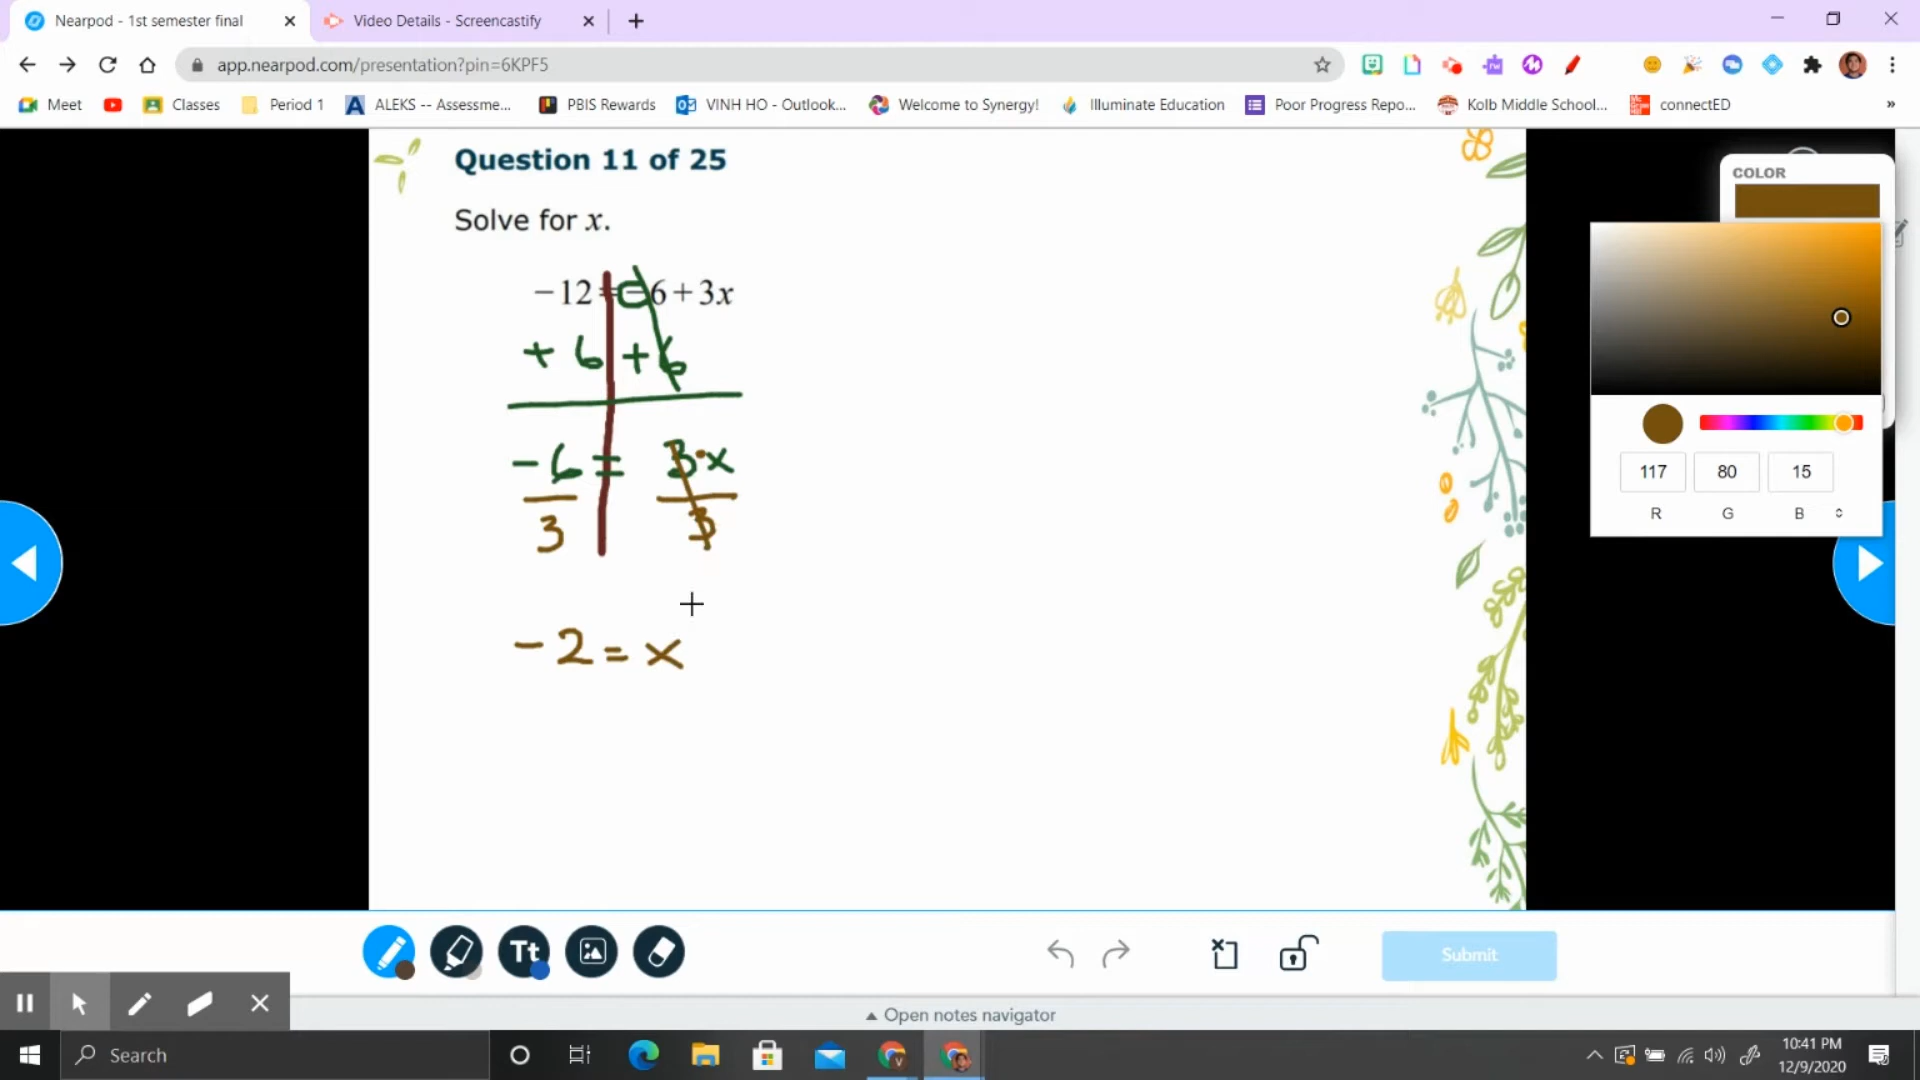 Nearpod - 1st semester final
Video Details - Screencastify
app.nearpod.com/presentation?pin=6KPF5
Meet
Classes
Period 1
ALEKS -- Assessme...
PBIS Rewards
VINH HO - Outlook...
Welcome to Synergy!
Illuminate Education
Poor Progress Repo...
Kolb Middle School...
connectED
»
Question 11 of 25
Solve for x.
−12 = −6 + 3x
+ 6 + 6
-6 = 3·x
3 3
-2 = x
COLOR
117 80 15
R G B
Tt
Submit
Open notes navigator
Search
10:41 PM
12/9/2020